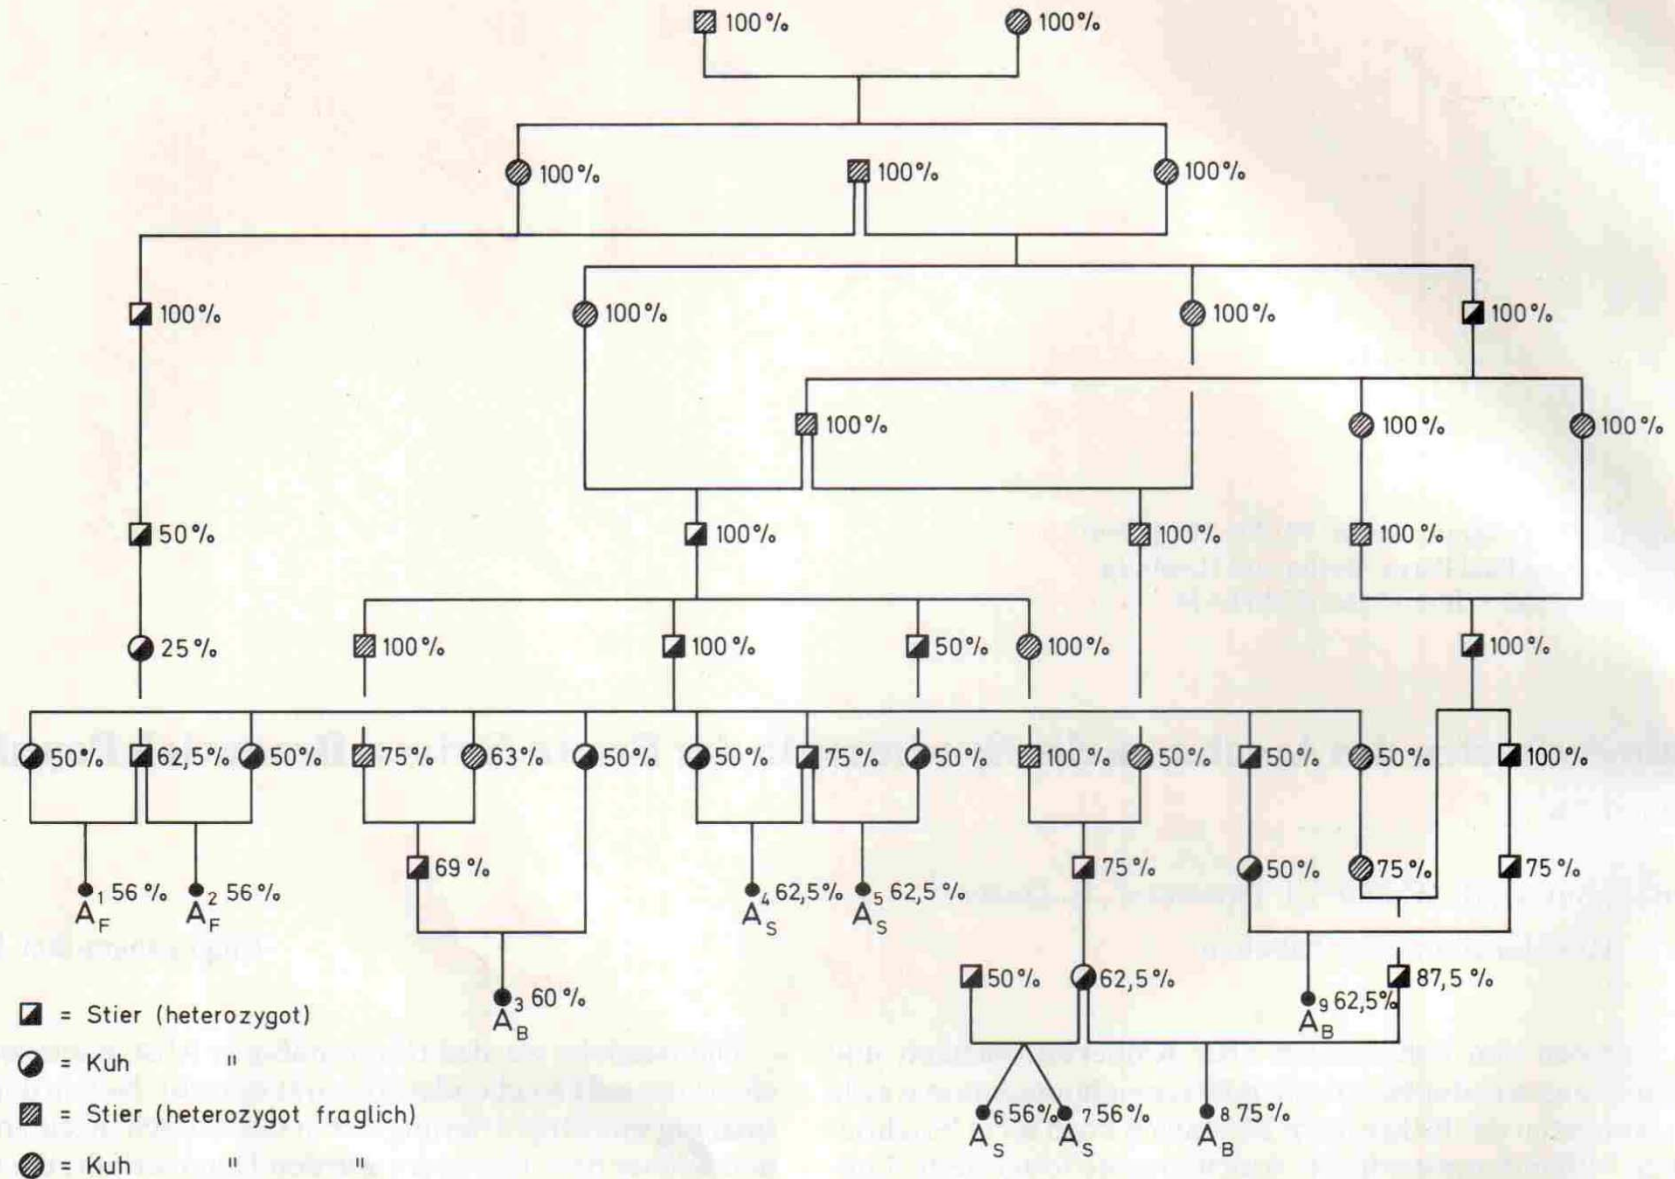 100% 100%
100% 100% 100%
100% 100% 100% 100%
100% 100% 100%
50% 100% 100% 100%
25% 100% 100% 50% 100% 100%
50% 62,5% 50% 75% 63% 50% 50% 75% 50% 100% 50% 50% 50% 100%
69% 75% 50% 75% 75%
1 56% 2 56% 4 62,5% 5 62,5%
A F A F A S A S
50% 62,5% 87,5%
3 60% 9 62,5%
A B A B
= Stier (heterozygot)
= Kuh "
= Stier (heterozygot fraglich)
= Kuh " "
6 56% 7 56% 8 75%
A S A S A B